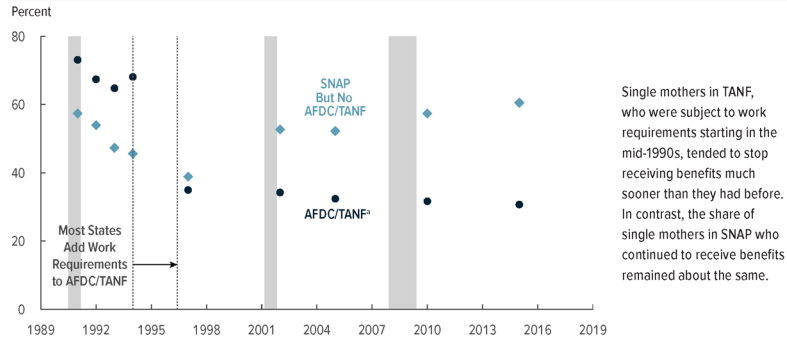 Percent
80
60
40
20
0
SNAP
But No
AFDC/TANF
AFDC/TANFᵃ
Most States
Add Work
Requirements
to AFDC/TANF
1989 1992 1995 1998 2001 2004 2007 2010 2013 2016 2019
Single mothers in TANF,
who were subject to work
requirements starting in the
mid-1990s, tended to stop
receiving benefits much
sooner than they had before.
In contrast, the share of
single mothers in SNAP who
continued to receive benefits
remained about the same.